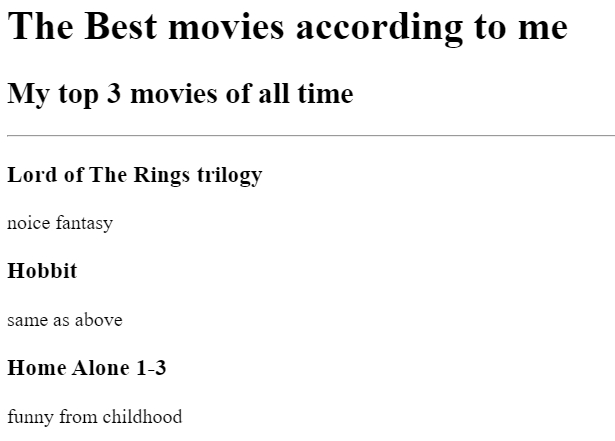 The Best movies according to me
My top 3 movies of all time
Lord of The Rings trilogy
noice fantasy
Hobbit
same as above
Home Alone 1-3
funny from childhood